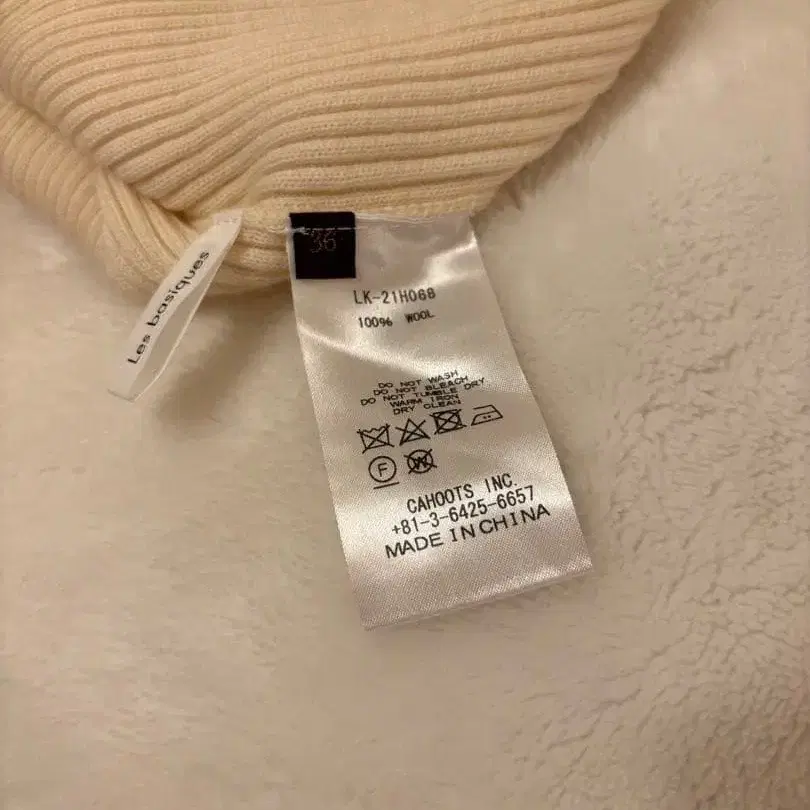 36
Les basiques
LK-21H068
100% WOOL
DO NOT WASH
DO NOT BLEACH
DO NOT TUMBLE DRY
WARM IRON
DRY CLEAN
F
W
CAHOOTS INC.
+81-3-6425-6657
MADE IN CHINA